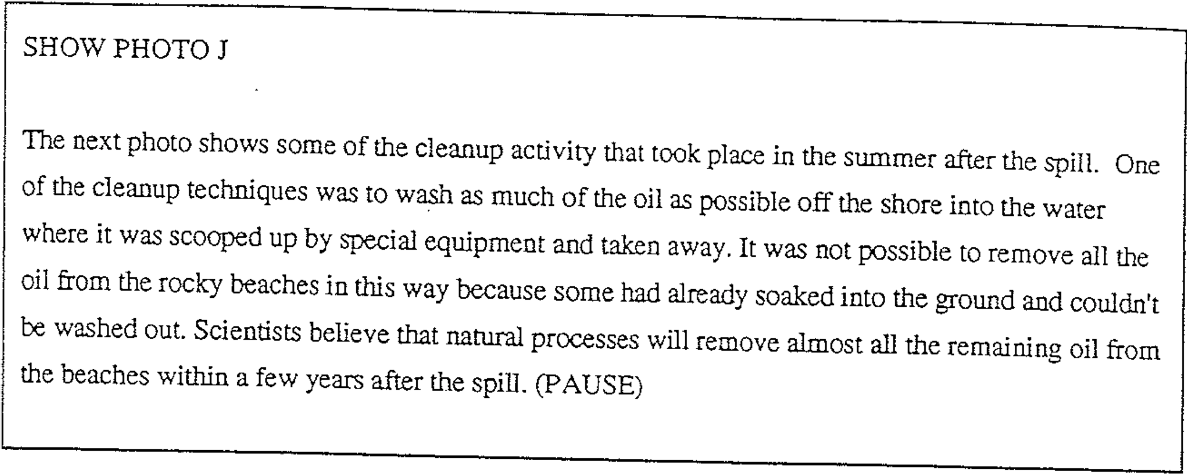 SHOW PHOTO J
The next photo shows some of the cleanup activity that took place in the summer after the spill. One
of the cleanup techniques was to wash as much of the oil as possible off the shore into the water
where it was scooped up by special equipment and taken away. It was not possible to remove all the
oil from the rocky beaches in this way because some had already soaked into the ground and couldn't
be washed out. Scientists believe that natural processes will remove almost all the remaining oil from
the beaches within a few years after the spill. (PAUSE)